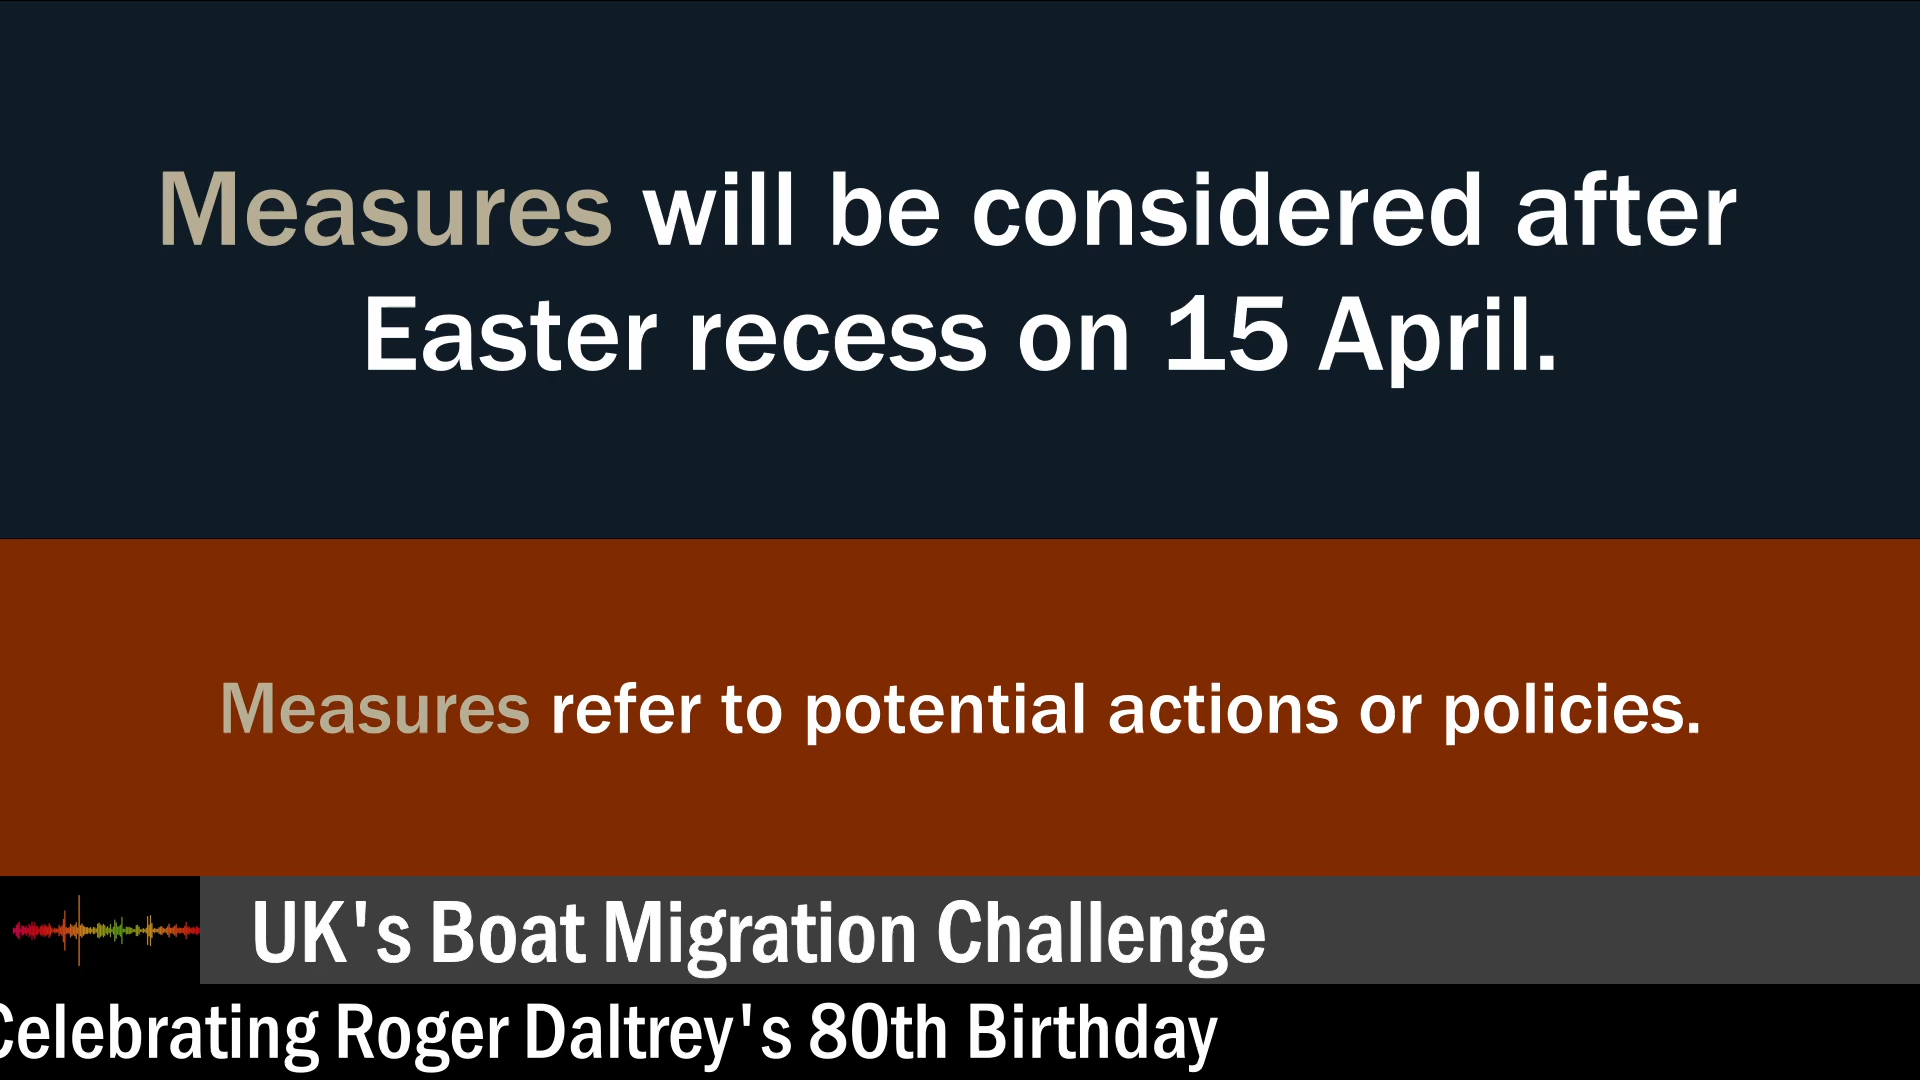 Measures will be considered after
Easter recess on 15 April.
Measures refer to potential actions or policies.
UK's Boat Migration Challenge
Celebrating Roger Daltrey's 80th Birthday